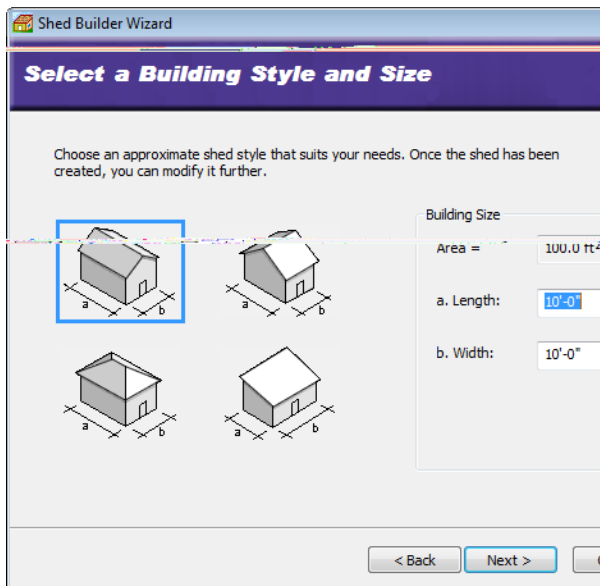 Shed Builder Wizard
Select a Building Style and Size
Choose an approximate shed style that suits your needs. Once the shed has been
created, you can modify it further.
Building Size
Area =
100.0 ft²
a. Length:
10'-0"
b. Width:
10'-0"
a
b
a
b
a
b
a
b
< Back
Next >